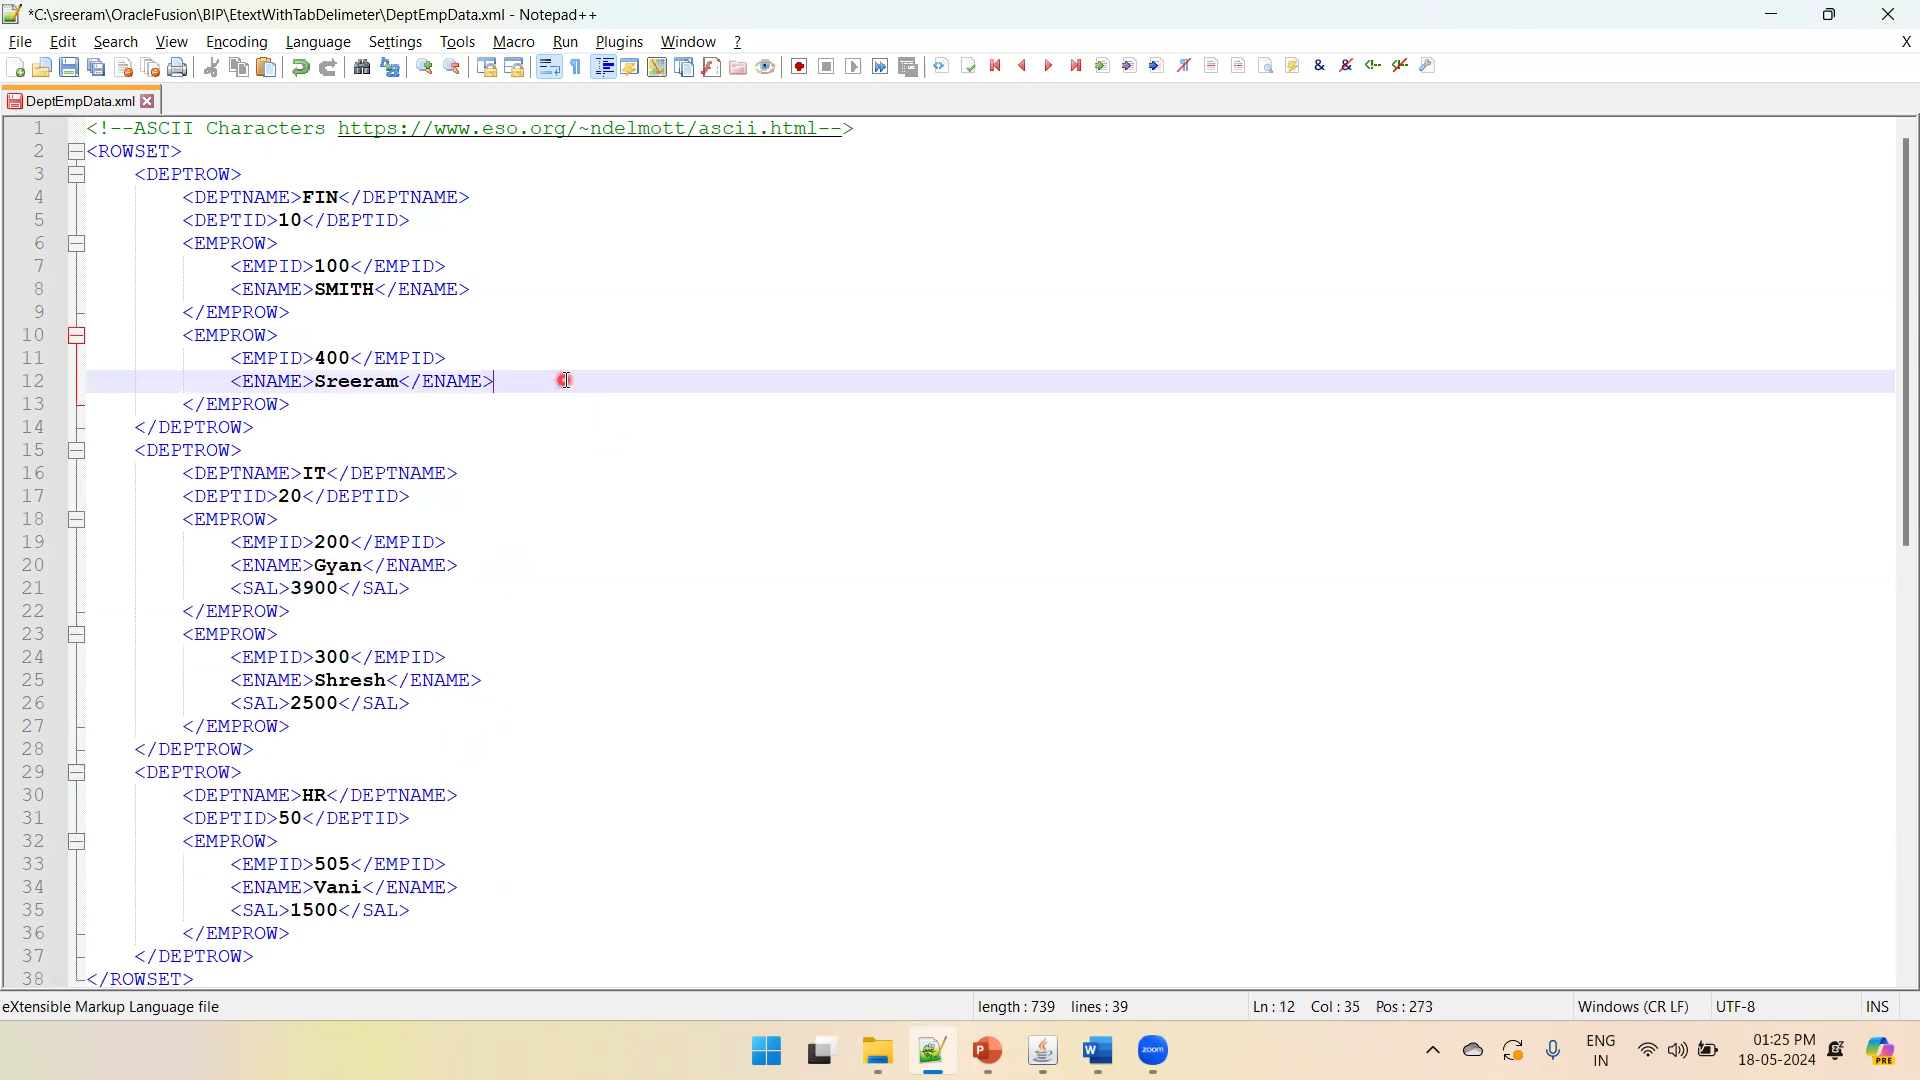 *C:\sreeram\OracleFusion\BIP\EtextWithTabDelimeter\DeptEmpData.xml - Notepad++
File Edit Search View Encoding Language Settings Tools Macro Run Plugins Window ? X
DeptEmpData.xml
1 <!--ASCII Characters https://www.eso.org/~ndelmott/ascii.html-->
2 <ROWSET>
3 <DEPTROW>
4 <DEPTNAME>FIN</DEPTNAME>
5 <DEPTID>10</DEPTID>
6 <EMPROW>
7 <EMPID>100</EMPID>
8 <ENAME>SMITH</ENAME>
9 </EMPROW>
10 <EMPROW>
11 <EMPID>400</EMPID>
12 <ENAME>Sreeram</ENAME>
13 </EMPROW>
14 </DEPTROW>
15 <DEPTROW>
16 <DEPTNAME>IT</DEPTNAME>
17 <DEPTID>20</DEPTID>
18 <EMPROW>
19 <EMPID>200</EMPID>
20 <ENAME>Gyan</ENAME>
21 <SAL>3900</SAL>
22 </EMPROW>
23 <EMPROW>
24 <EMPID>300</EMPID>
25 <ENAME>Shresh</ENAME>
26 <SAL>2500</SAL>
27 </EMPROW>
28 </DEPTROW>
29 <DEPTROW>
30 <DEPTNAME>HR</DEPTNAME>
31 <DEPTID>50</DEPTID>
32 <EMPROW>
33 <EMPID>505</EMPID>
34 <ENAME>Vani</ENAME>
35 <SAL>1500</SAL>
36 </EMPROW>
37 </DEPTROW>
38 </ROWSET>
eXtensible Markup Language file length : 739 lines : 39 Ln : 12 Col : 35 Pos : 273 Windows (CR LF) UTF-8 INS
zoom
ENG
IN
01:25 PM
18-05-2024
PRE